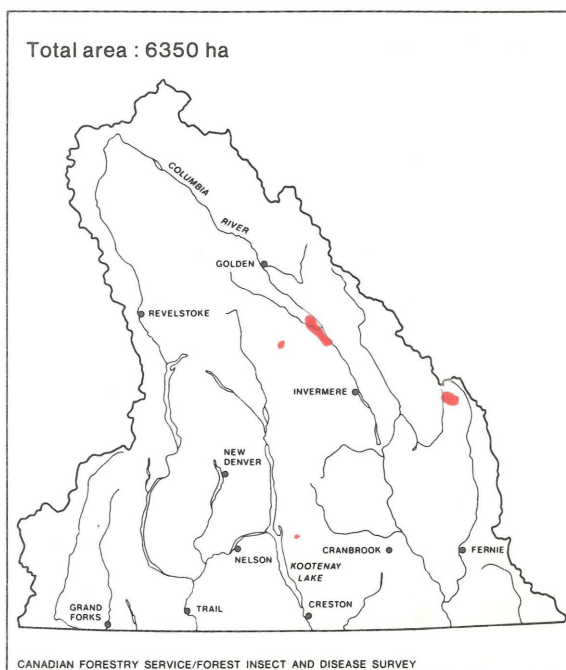 Total area : 6350 ha
COLUMBIA
RIVER
GOLDEN
REVELSTOKE
INVERMERE
NEW
DENVER
NELSON
CRANBROOK
FERNIE
KOOTENAY
LAKE
GRAND
FORKS
TRAIL
CRESTON
CANADIAN FORESTRY SERVICE/FOREST INSECT AND DISEASE SURVEY